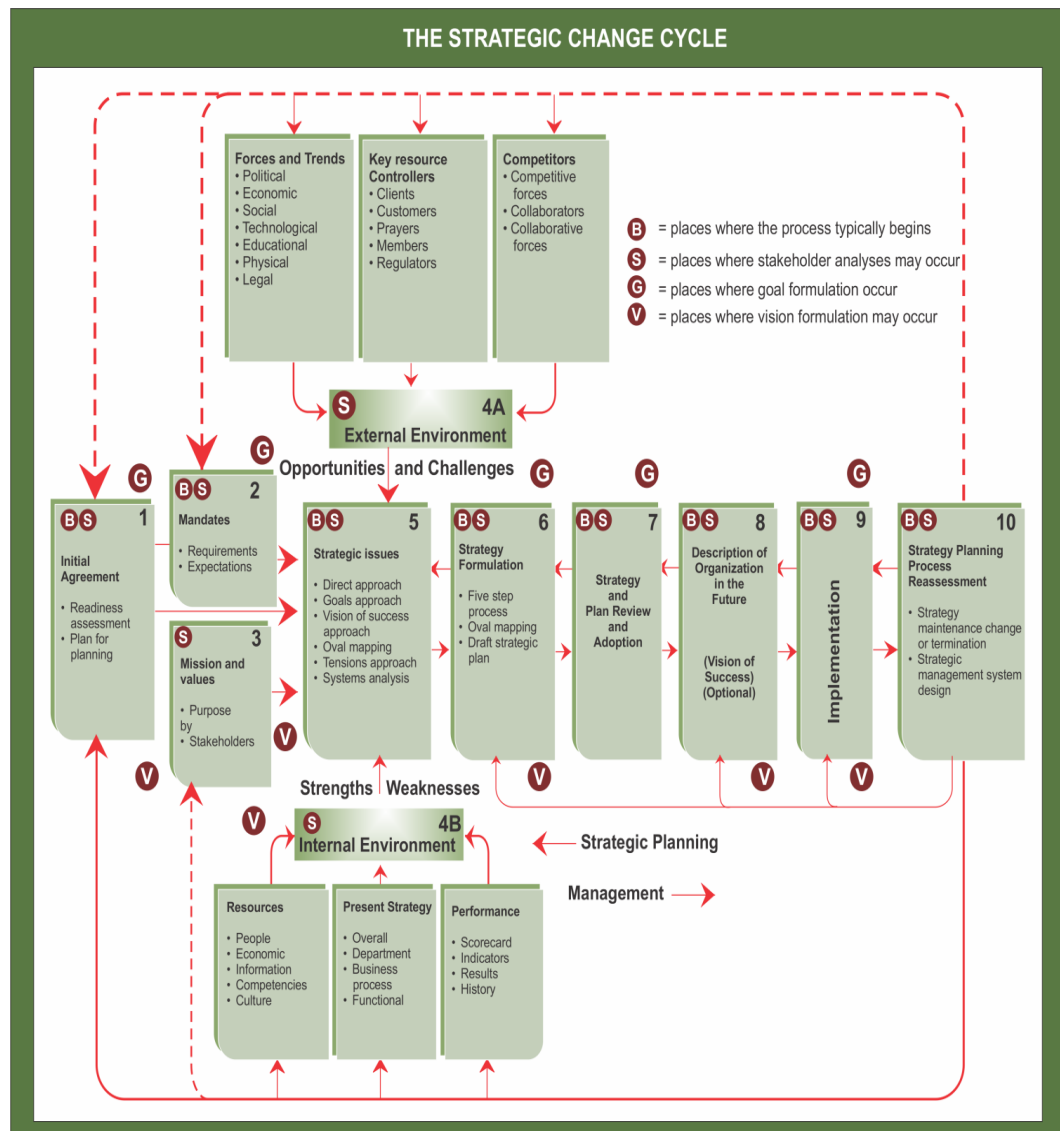 THE STRATEGIC CHANGE CYCLE
Forces and Trends
• Political
• Economic
• Social
• Technological
• Educational
• Physical
• Legal
Key resource
Controllers
• Clients
• Customers
• Prayers
• Members
• Regulators
Competitors
• Competitive
forces
• Collaborators
• Collaborative
forces
B = places where the process typically begins
S = places where stakeholder analyses may occur
G = places where goal formulation occur
V = places where vision formulation may occur
S 4A
External Environment
Opportunities and Challenges
G
G
G
G
G
B S 1
Initial
Agreement
• Readiness
assessment
• Plan for
planning
B S 2
Mandates
• Requirements
• Expectations
S 3
Mission and
values
• Purpose
by
• Stakeholders
B S 5
Strategic issues
• Direct approach
• Goals approach
• Vision of success
approach
• Oval mapping
• Tensions approach
• Systems analysis
B S 6
Strategy
Formulation
• Five step
process
• Oval mapping
• Draft strategic
plan
B S 7
Strategy
and
Plan Review
and
Adoption
B S 8
Description of
Organization
in the
Future
(Vision of
Success)
(Optional)
B S 9
Implementation
B S 10
Strategy Planning
Process
Reassessment
• Strategy
maintenance change
or termination
• Strategic
management system
design
V
V
V
V
V
V
Strengths Weaknesses
S 4B
Internal Environment
Strategic Planning
Management
Resources
• People
• Economic
• Information
• Competencies
• Culture
Present Strategy
• Overall
• Department
• Business
process
• Functional
Performance
• Scorecard
• Indicators
• Results
• History